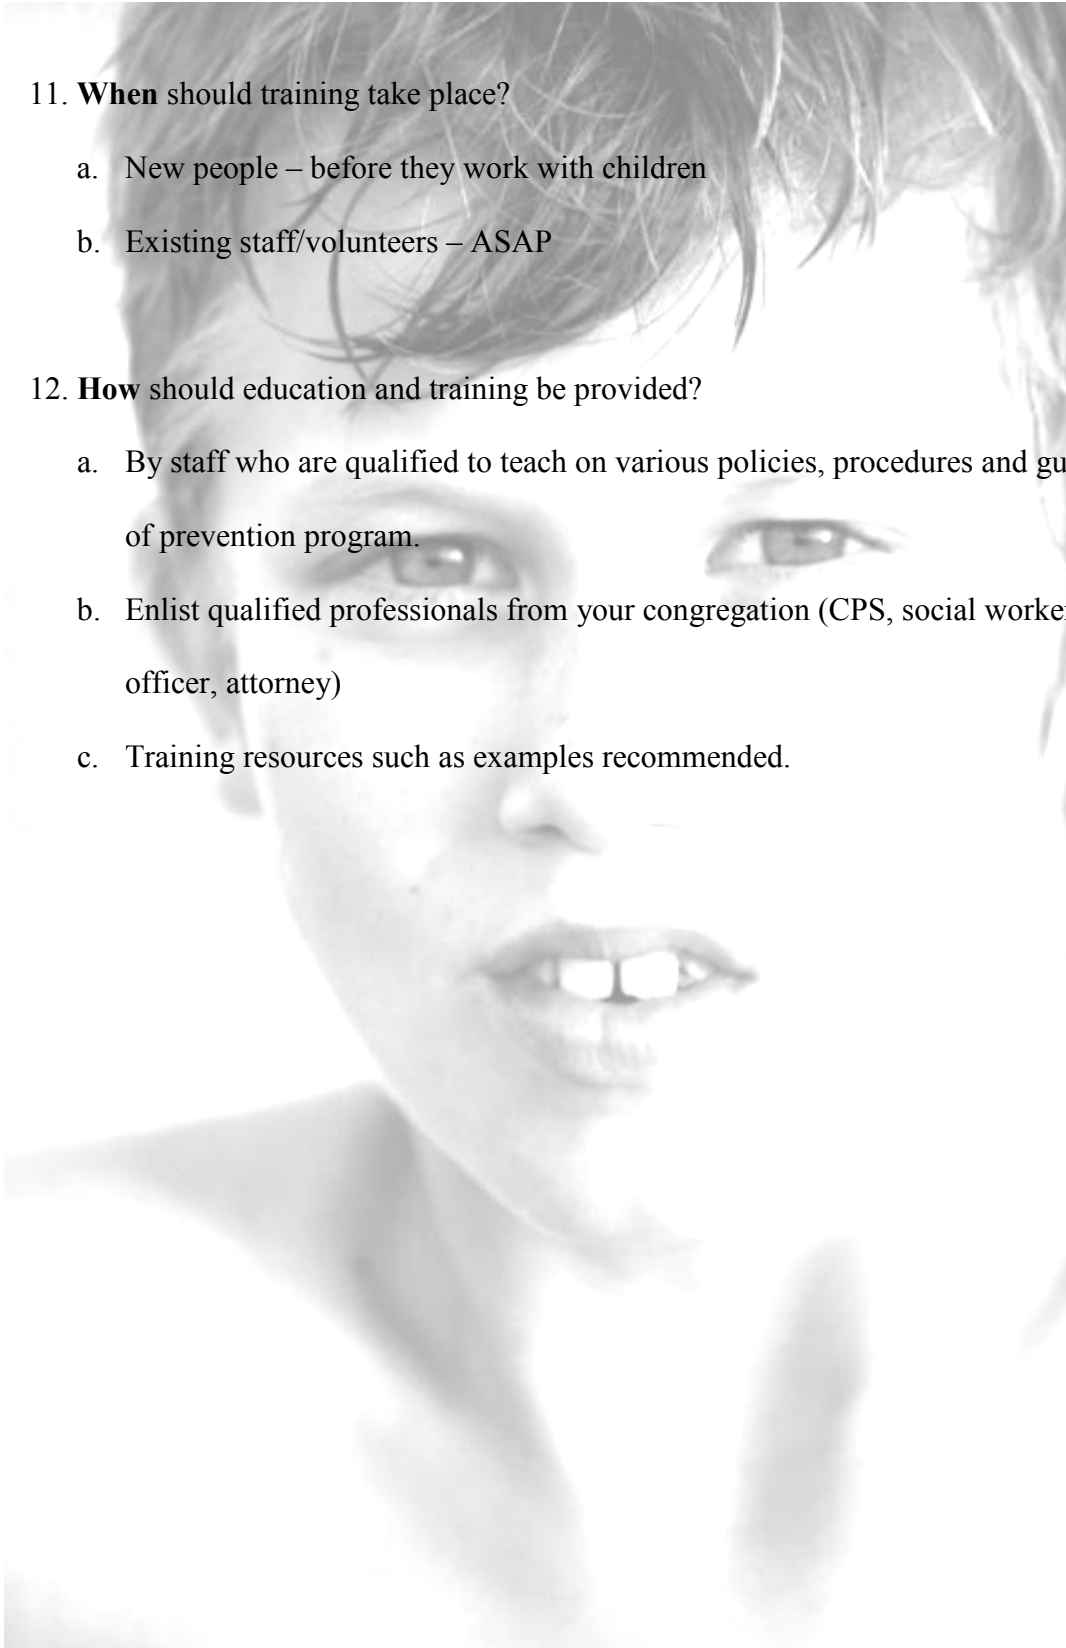 11. When should training take place?
a. New people – before they work with children
b. Existing staff/volunteers – ASAP
12. How should education and training be provided?
a. By staff who are qualified to teach on various policies, procedures and
of prevention program.
b. Enlist qualified professionals from your congregation (CPS, social
officer, attorney)
c. Training resources such as examples recommended.